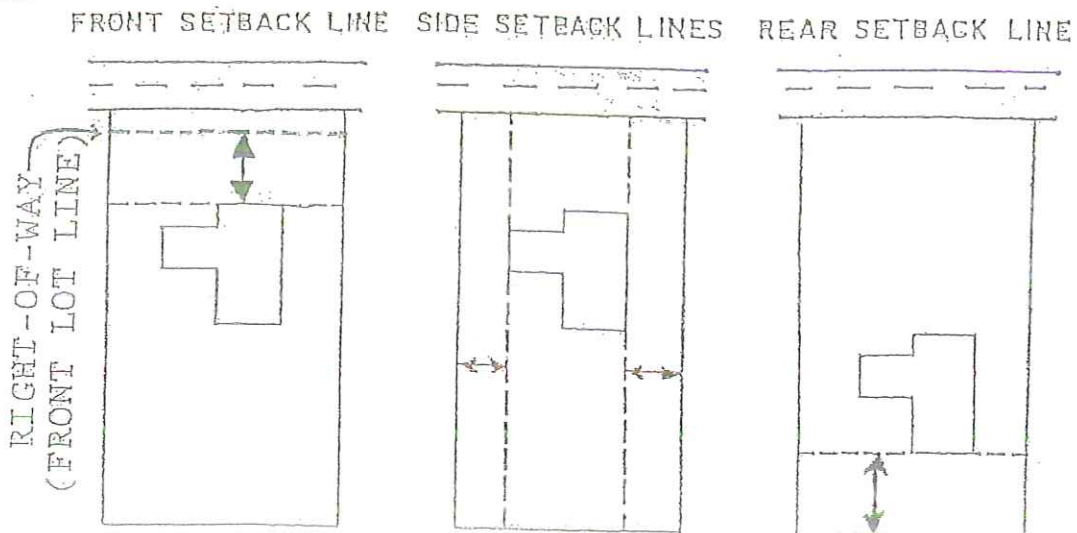 FRONT SETBACK LINE
SIDE SETBACK LINES
REAR SETBACK LINE
RIGHT-OF-WAY
(FRONT LOT LINE)